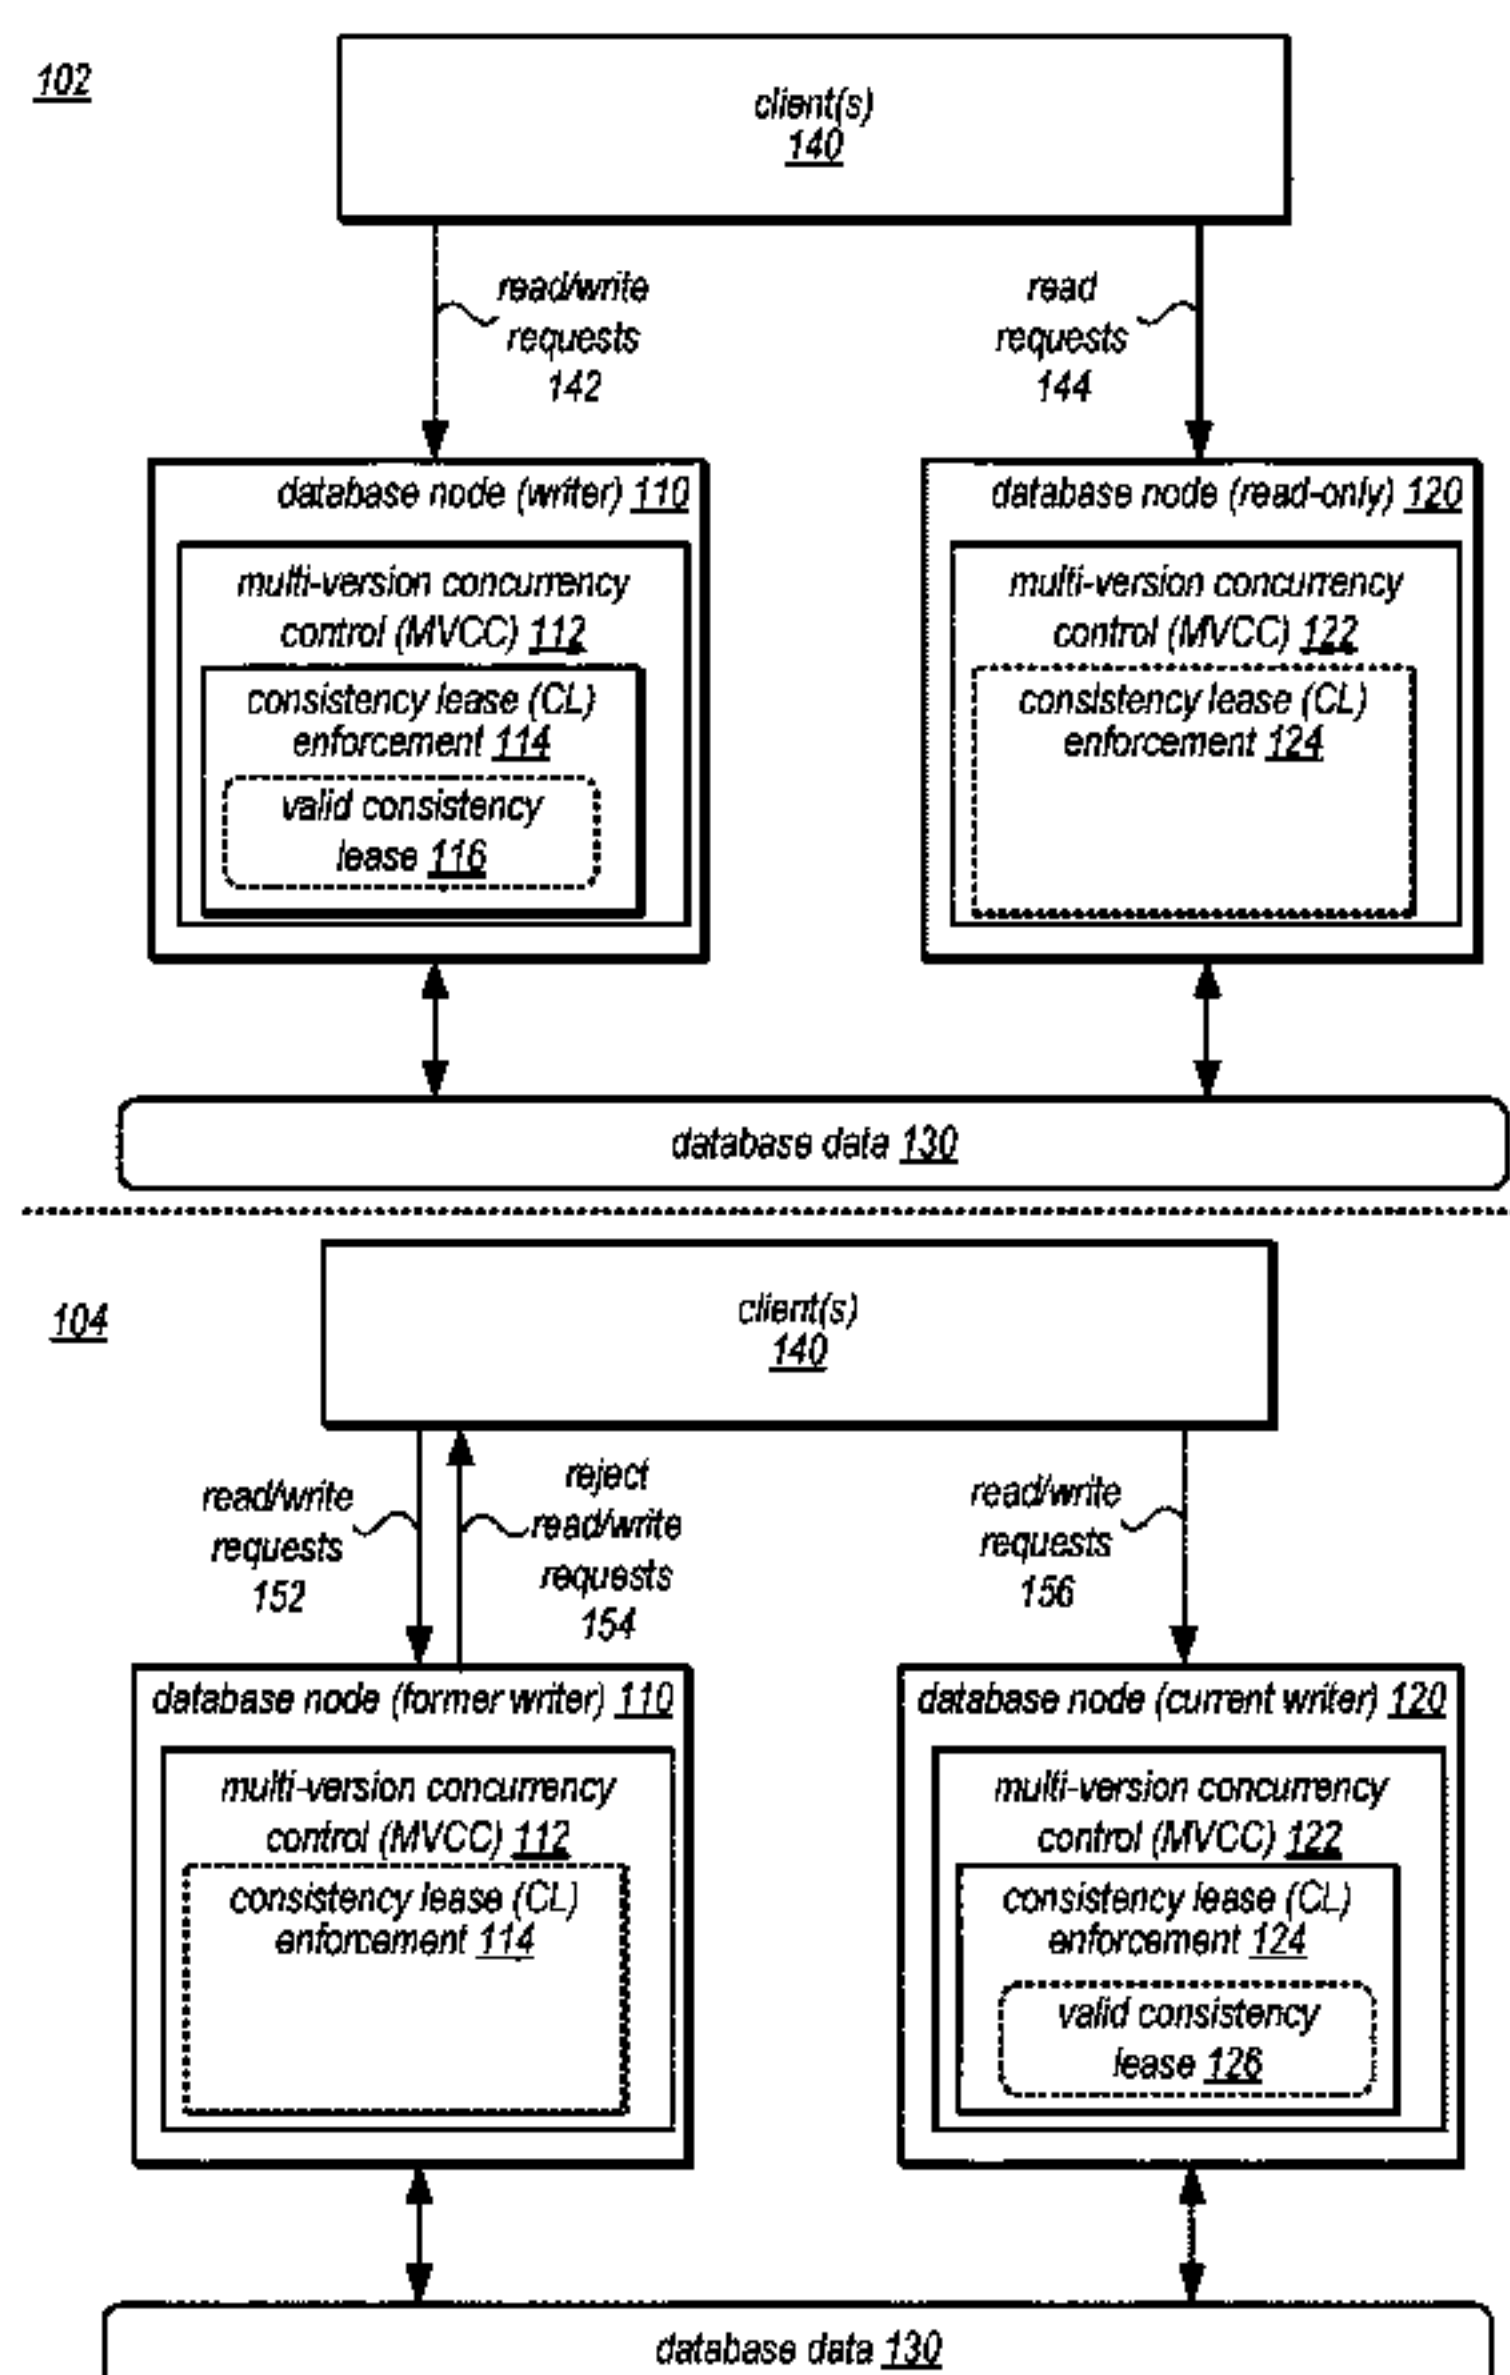 102
client(s)
140
read/write
requests
142
read
requests
144
database node (writer) 110
multi-version concurrency
control (MVCC) 112
consistency lease (CL)
enforcement 114
valid consistency
lease 116
database node (read-only) 120
multi-version concurrency
control (MVCC) 122
consistency lease (CL)
enforcement 124
database data 130
104
client(s)
140
read/write
requests
152
reject
read/write
requests
154
read/write
requests
156
database node (former writer) 110
multi-version concurrency
control (MVCC) 112
consistency lease (CL)
enforcement 114
database node (current writer) 120
multi-version concurrency
control (MVCC) 122
consistency lease (CL)
enforcement 124
valid consistency
lease 126
database data 130